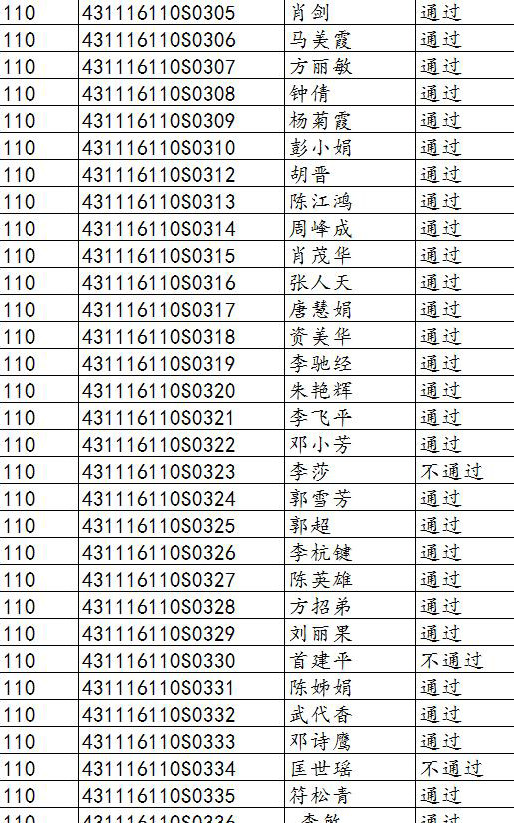 110 431116110S0305 肖剑 通过
110 431116110S0306 马美霞 通过
110 431116110S0307 方丽敏 通过
110 431116110S0308 钟倩 通过
110 431116110S0309 杨菊霞 通过
110 431116110S0310 彭小娟 通过
110 431116110S0312 胡晋 通过
110 431116110S0313 陈江鸿 通过
110 431116110S0314 周峰成 通过
110 431116110S0315 肖茂华 通过
110 431116110S0316 张人天 通过
110 431116110S0317 唐慧娟 通过
110 431116110S0318 资美华 通过
110 431116110S0319 李驰经 通过
110 431116110S0320 朱艳辉 通过
110 431116110S0321 李飞平 通过
110 431116110S0322 邓小芳 通过
110 431116110S0323 李莎 不通过
110 431116110S0324 郭雪芳 通过
110 431116110S0325 郭超 通过
110 431116110S0326 李杭键 通过
110 431116110S0327 陈英雄 通过
110 431116110S0328 方招弟 通过
110 431116110S0329 刘丽果 通过
110 431116110S0330 首建平 不通过
110 431116110S0331 陈姊娟 通过
110 431116110S0332 武代香 通过
110 431116110S0333 邓诗鹰 通过
110 431116110S0334 匡世瑶 不通过
110 431116110S0335 符松青 通过
110 431116110S0336 李敏 通过